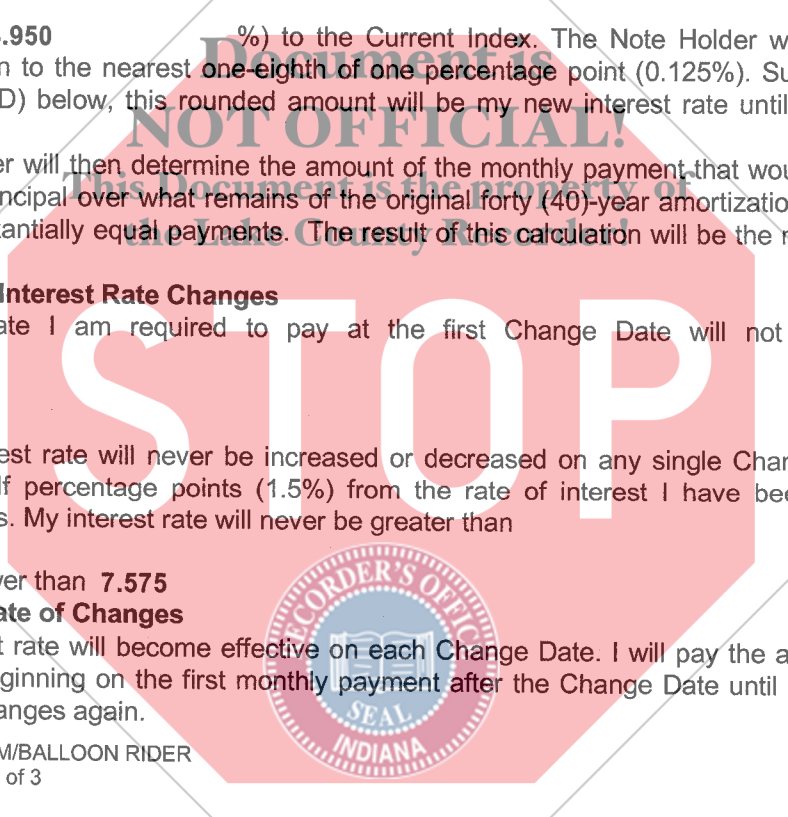 .950 %) to the Current Index. The Note Holder w
n to the nearest one-eighth of one percentage point (0.125%). Su
D) below, this rounded amount will be my new interest rate until
Document is
NOT OFFICIAL!
This Document is the property of
the Lake County Recorder!
er will then determine the amount of the monthly payment that wou
ncipal over what remains of the original forty (40)-year amortizatio
tantially equal payments. The result of this calculation will be the
Interest Rate Changes
ate I am required to pay at the first Change Date will not
STOP
est rate will never be increased or decreased on any single Chan
lf percentage points (1.5%) from the rate of interest I have bee
s. My interest rate will never be greater than
ver than 7.575
ate of Changes
t rate will become effective on each Change Date. I will pay the a
ginning on the first monthly payment after the Change Date until
anges again.
RECORDER'S OFFIC
SEAL
INDIANA
M/BALLOON RIDER
of 3